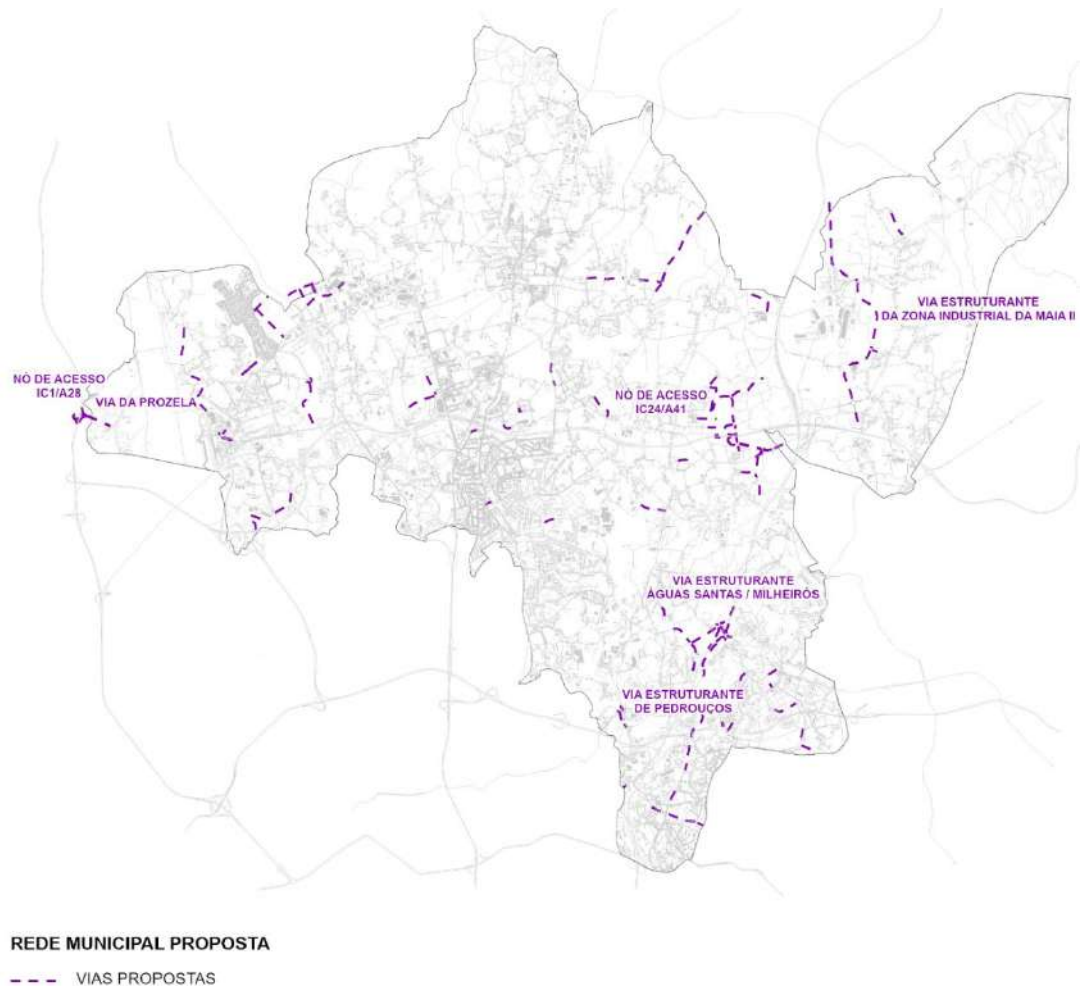 VIA ESTRUTURANTE
DA ZONA INDUSTRIAL DA MAIA II
NÓ DE ACESSO
IC1/A28
VIA DA PROZELA
NÓ DE ACESSO
IC24/A41
VIA ESTRUTURANTE
ÁGUAS SANTAS / MILHEIRÓS
VIA ESTRUTURANTE
DE PEDROUÇOS
REDE MUNICIPAL PROPOSTA
VIAS PROPOSTAS